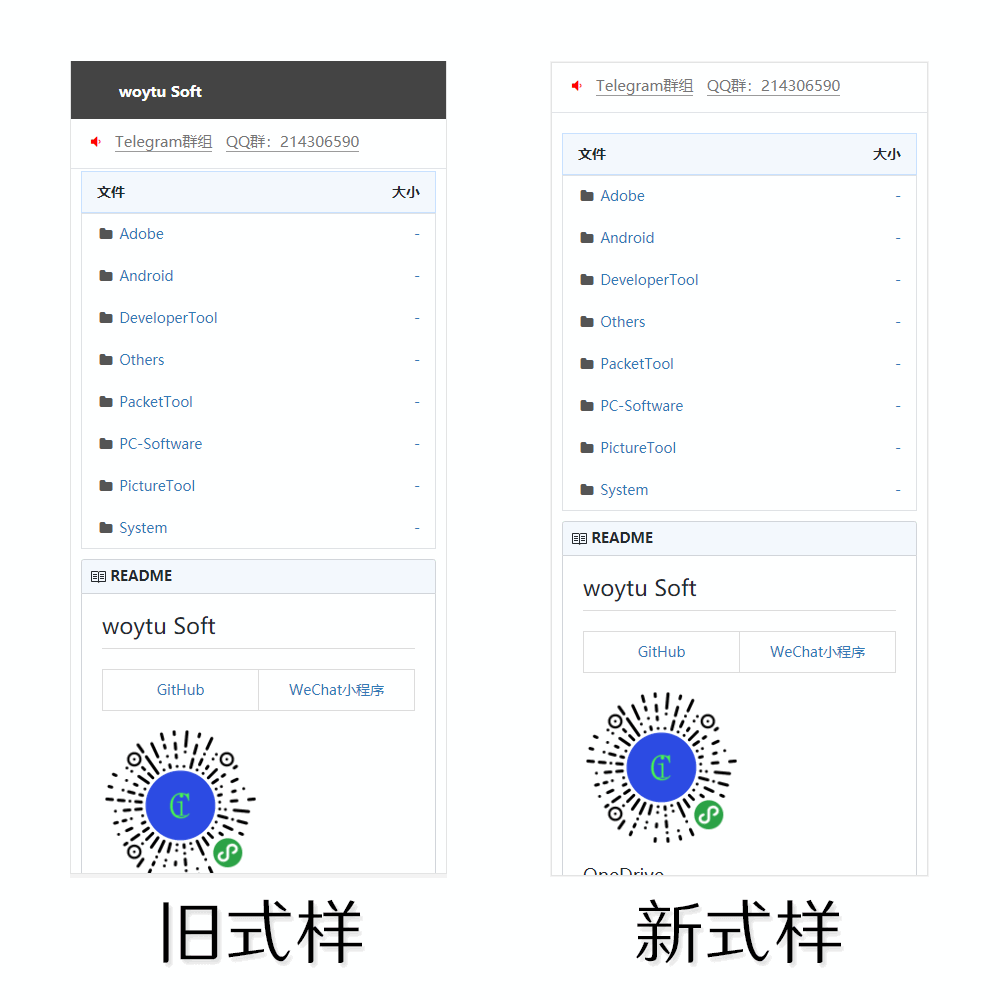 woytu Soft
Telegram群组 QQ群：214306590
文件 大小
Adobe -
Android -
DeveloperTool -
Others -
PacketTool -
PC-Software -
PictureTool -
System -
README
woytu Soft
GitHub WeChat小程序
旧式样
Telegram群组 QQ群：214306590
文件 大小
Adobe -
Android -
DeveloperTool -
Others -
PacketTool -
PC-Software -
PictureTool -
System -
README
woytu Soft
GitHub WeChat小程序
OneDrive
新式样